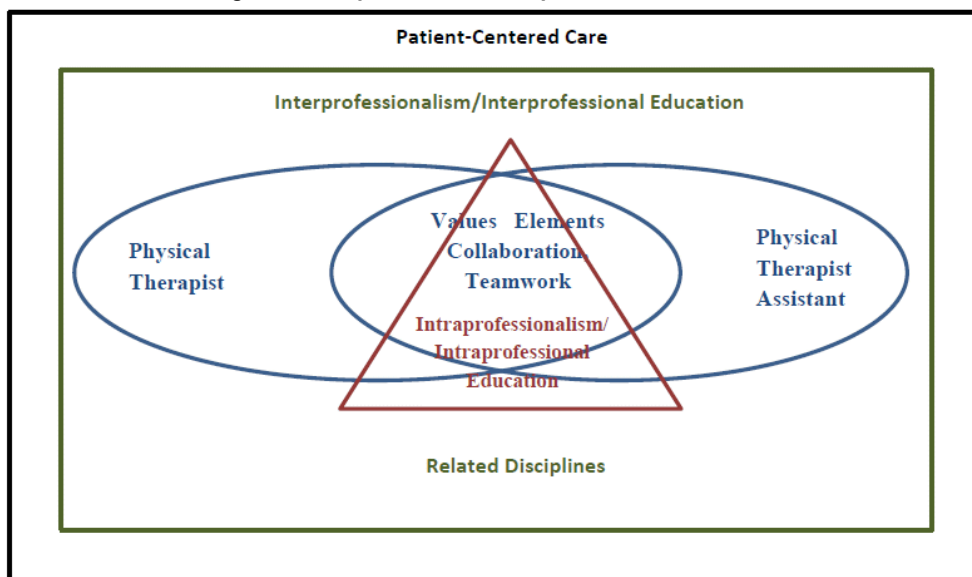 Patient-Centered Care
Interprofessionalism/Interprofessional Education
Physical
Therapist
Values Elements
Collaboration,
Teamwork
Intraprofessionalism/
Intraprofessional
Education
Physical
Therapist
Assistant
Related Disciplines